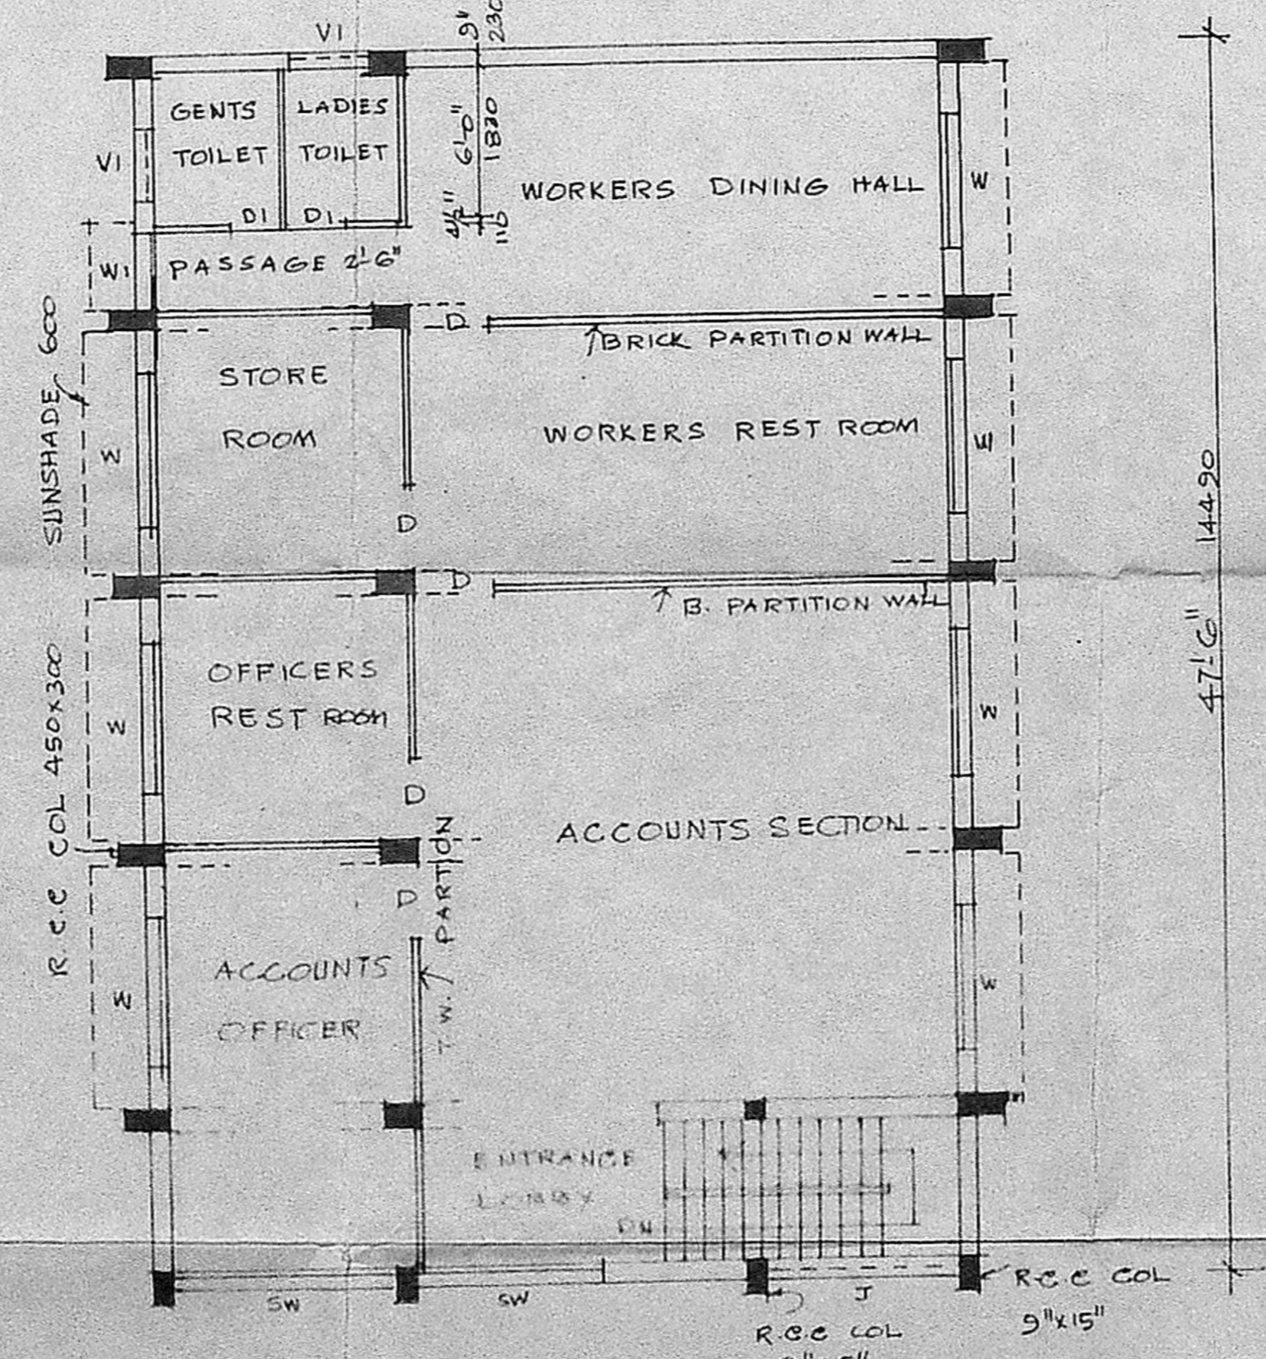 V1
9"
230
GENTS
TOILET
LADIES
TOILET
V1
6'-0"
1830
WORKERS DINING HALL
W
D1
D1
4½"
110
W1
PASSAGE 2'-6"
D
BRICK PARTITION WALL
SUNSHADE 600
STORE
ROOM
W
WORKERS REST ROOM
W
D
14490
47'-6"
D
B. PARTITION WALL
R.C.C COL 450x300
OFFICERS
REST ROOM
W
W
D
ACCOUNTS SECTION
D
T.W. PARTION
ACCOUNTS
OFFICER
W
W
ENTRANCE
LOBBY
DN
SW
SW
J
R.C.C COL
9"x15"
R.C.C COL